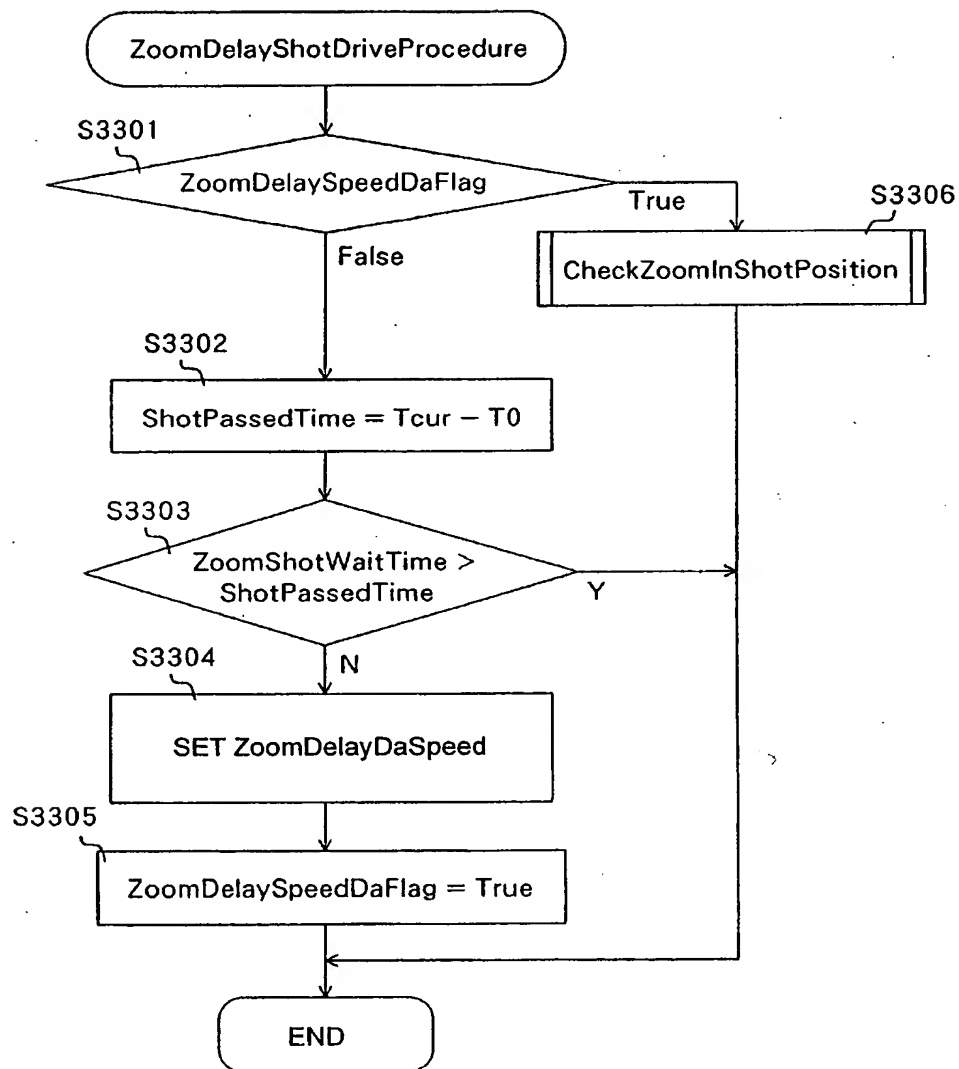 ZoomDelayShotDriveProcedure
S3301
ZoomDelaySpeedDaFlag
True
S3306
False
CheckZoomInShotPosition
S3302
ShotPassedTime = Tcur − T0
S3303
ZoomShotWaitTime >
ShotPassedTime
Y
N
S3304
SET ZoomDelayDaSpeed
S3305
ZoomDelaySpeedDaFlag = True
END